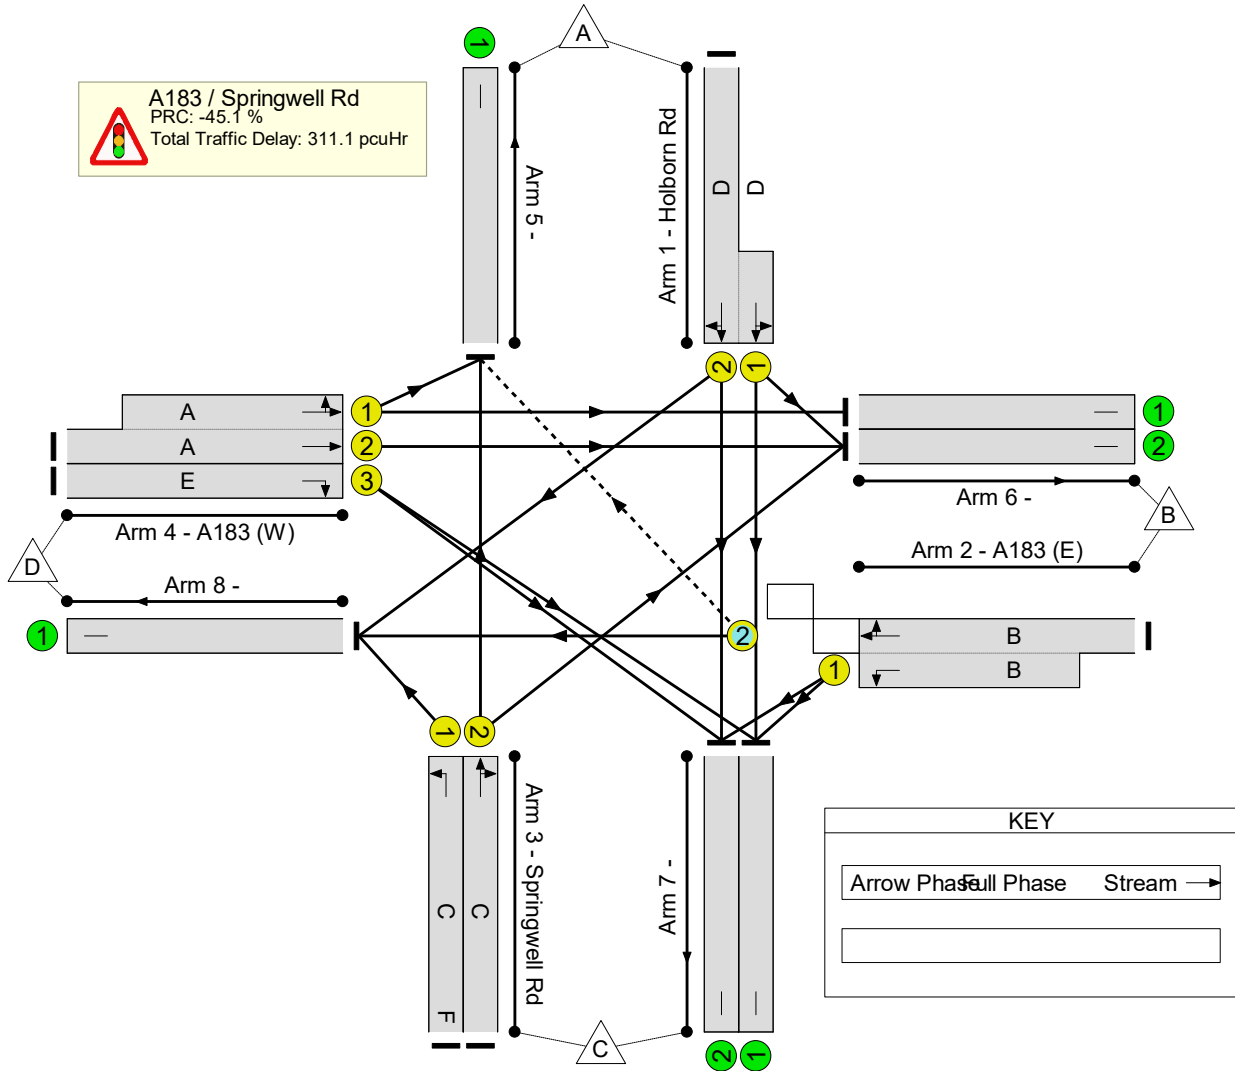 A
1
A183 / Springwell Rd
PRC: -45.1 %
Total Traffic Delay: 311.1 pcuHr
Arm 5 -
Arm 1 - Holborn Rd
D
D
2
1
A
1
A
2
E
3
Arm 4 - A183 (W)
D
Arm 8 -
1
1
2
Arm 6 -
B
Arm 2 - A183 (E)
2
B
1
B
1
2
C
C
F
Arm 3 - Springwell Rd
Arm 7 -
C
2
1
KEY
Arrow Phase Full Phase Stream